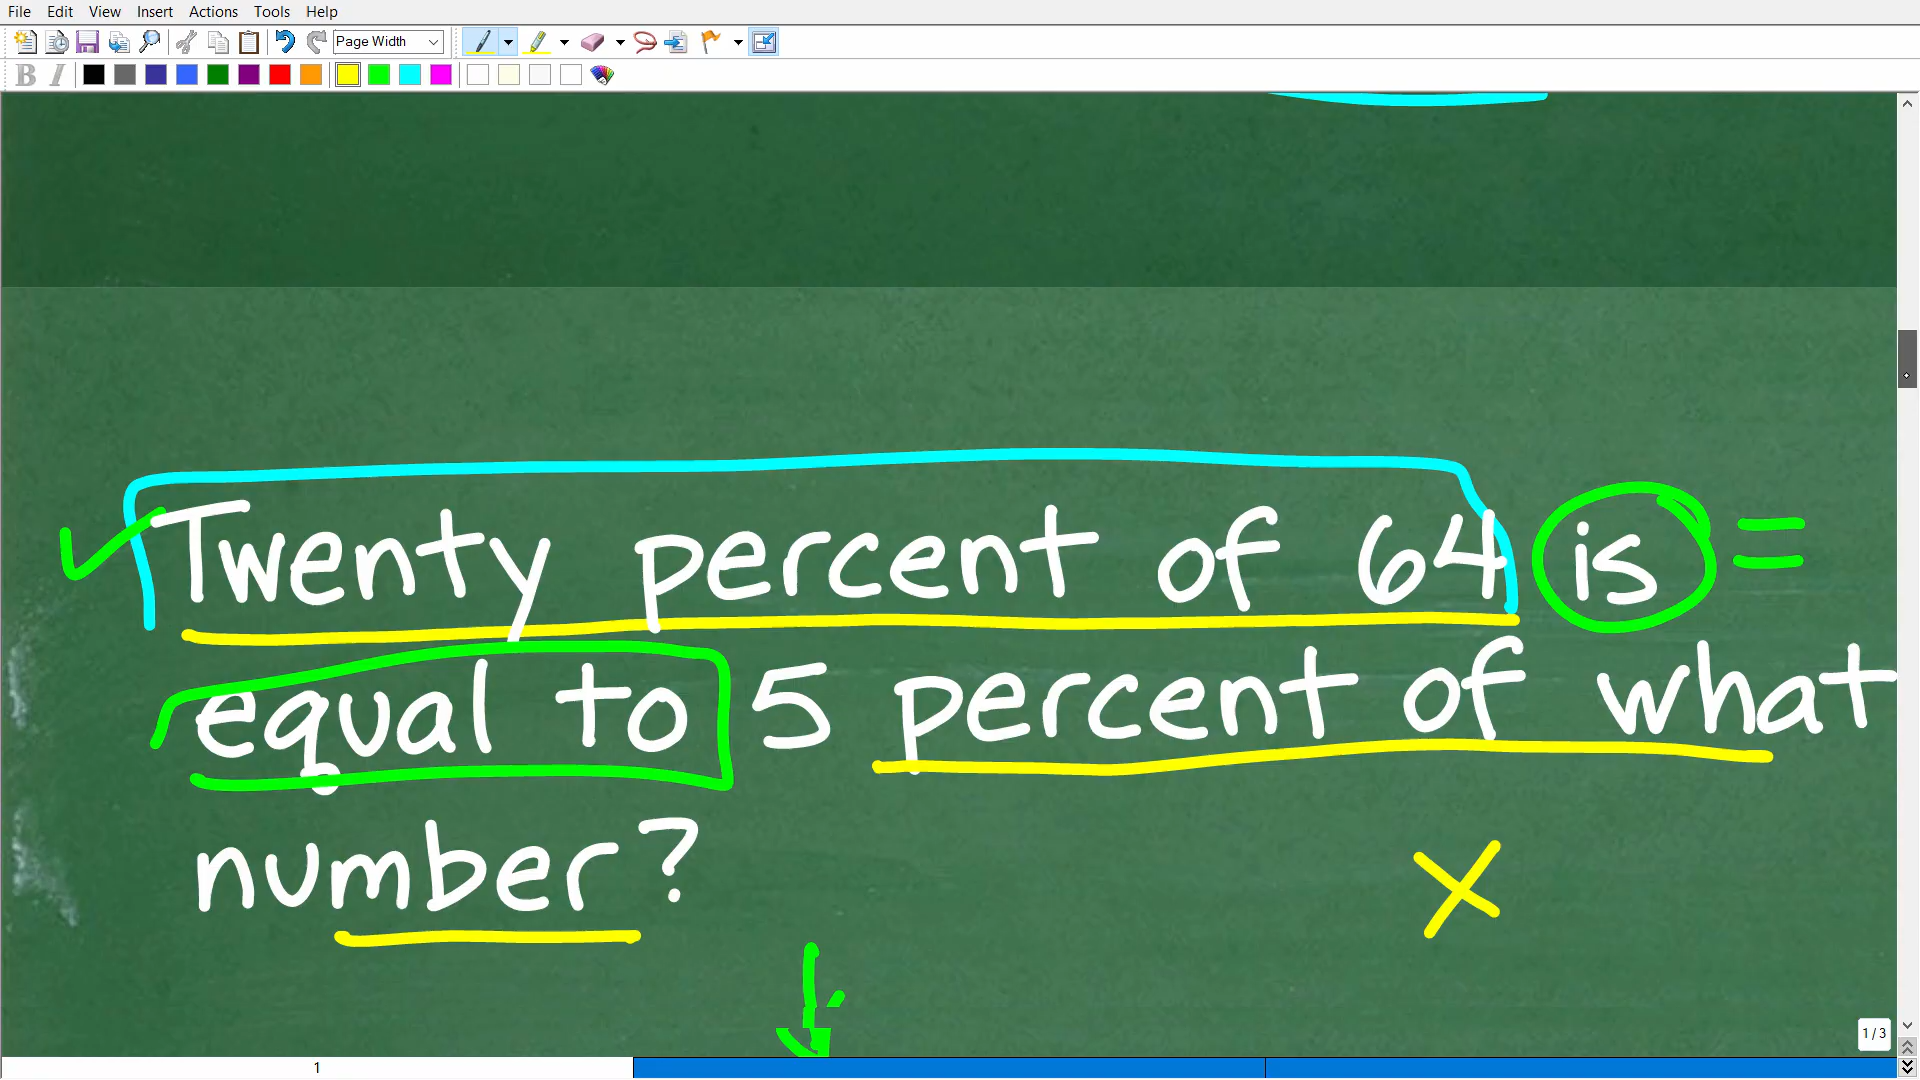 File Edit View Insert Actions Tools Help
Page Width
B I
Twenty percent of 64 is =
equal to 5 percent of what
number?
x
1 / 3
1